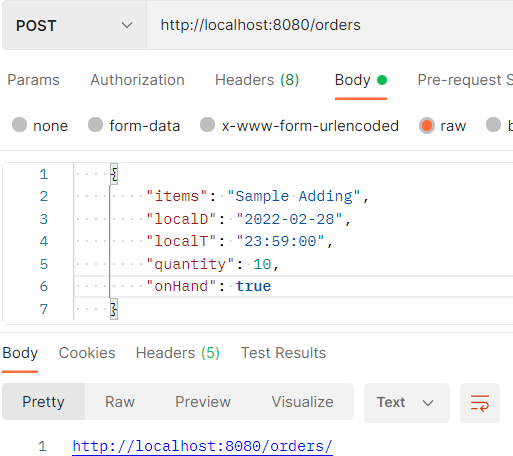 POST http://localhost:8080/orders
Params Authorization Headers (8) Body Pre-request S
none form-data x-www-form-urlencoded raw b
1 {
2 "items": "Sample Adding",
3 "localD": "2022-02-28",
4 "localT": "23:59:00",
5 "quantity": 10,
6 "onHand": true
7 }
Body Cookies Headers (5) Test Results
Pretty Raw Preview Visualize Text
1 http://localhost:8080/orders/